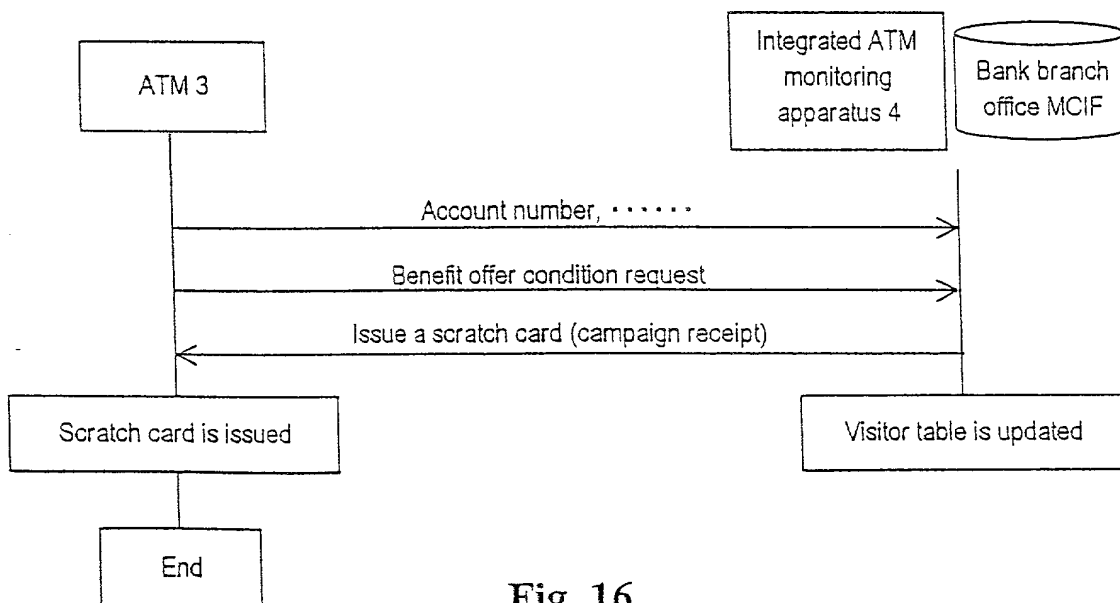 ATM 3
Integrated ATM
monitoring
apparatus 4
Bank branch
office MCIF
Account number, ······
Benefit offer condition request
Issue a scratch card (campaign receipt)
Scratch card is issued
Visitor table is updated
End
Fig. 16